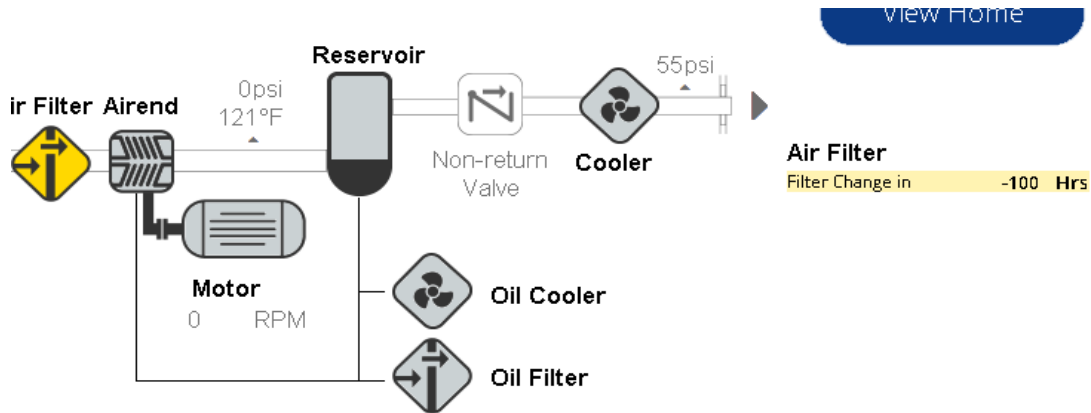 View Home
Reservoir
55psi
0psi
121°F
ir Filter Airend
Non-return
Valve
Cooler
Air Filter
Filter Change in -100 Hrs
Motor
0 RPM
Oil Cooler
Oil Filter